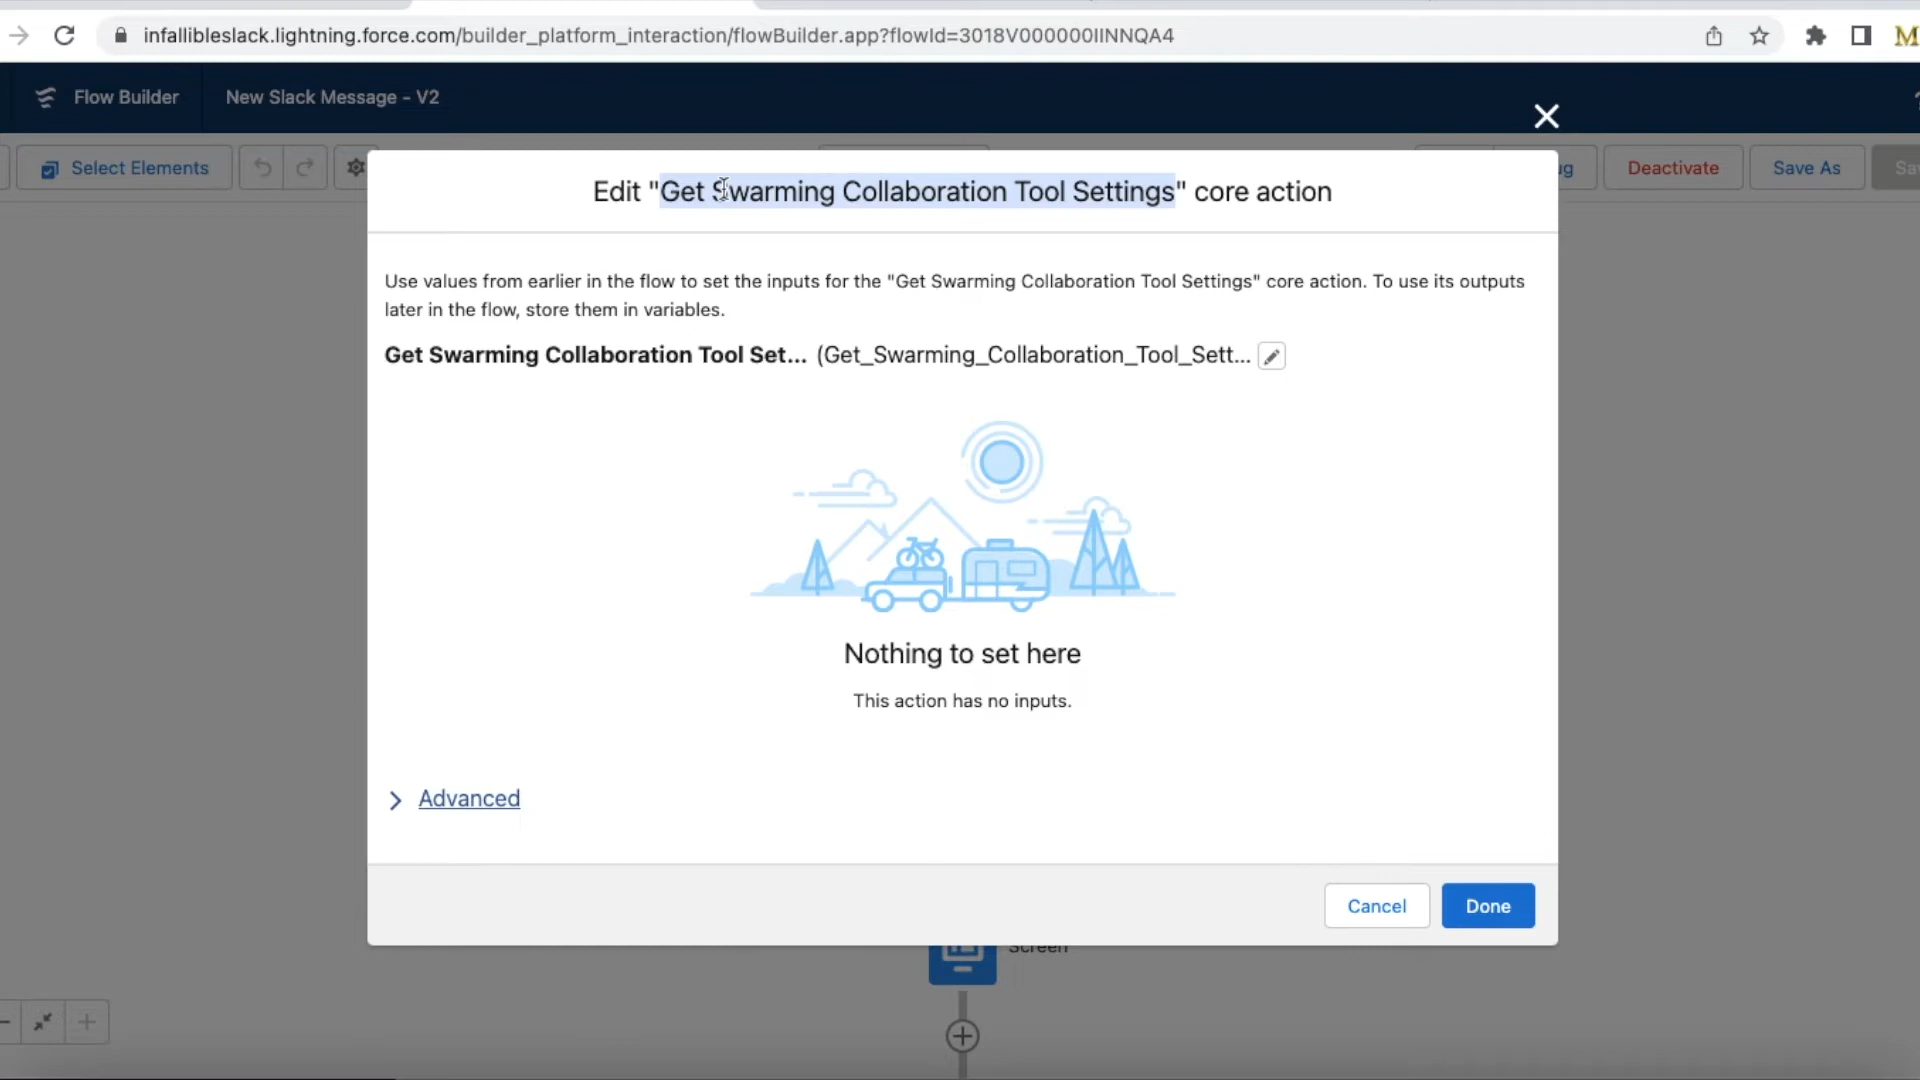 infallibleslack.lightning.force.com/builder_platform_interaction/flowBuilder.app?flowId=3018V000000IINNQA4
M
Flow Builder
New Slack Message - V2
Select Elements
Deactivate
Save As
Edit "Get Swarming Collaboration Tool Settings" core action
Use values from earlier in the flow to set the inputs for the "Get Swarming Collaboration Tool Settings" core action. To use its outputs
later in the flow, store them in variables.
Get Swarming Collaboration Tool Set... (Get_Swarming_Collaboration_Tool_Sett...
Nothing to set here
This action has no inputs.
Advanced
Cancel
Done
Screen